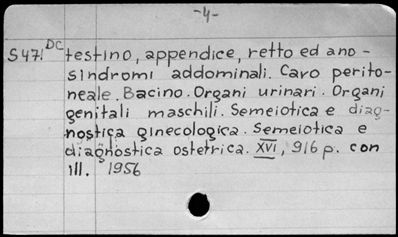 -4-
S471 DC testino, appendice, retto ed ano -
sindromi addominali. Cavo perito-
neale. Bacino. Organi urinari. Organi
genitali maschili. Semeiotica e diag-
nostica ginecologica. Semeiotica e
diagnostica ostetrica. XVI, 916 p. con
ill. 1956